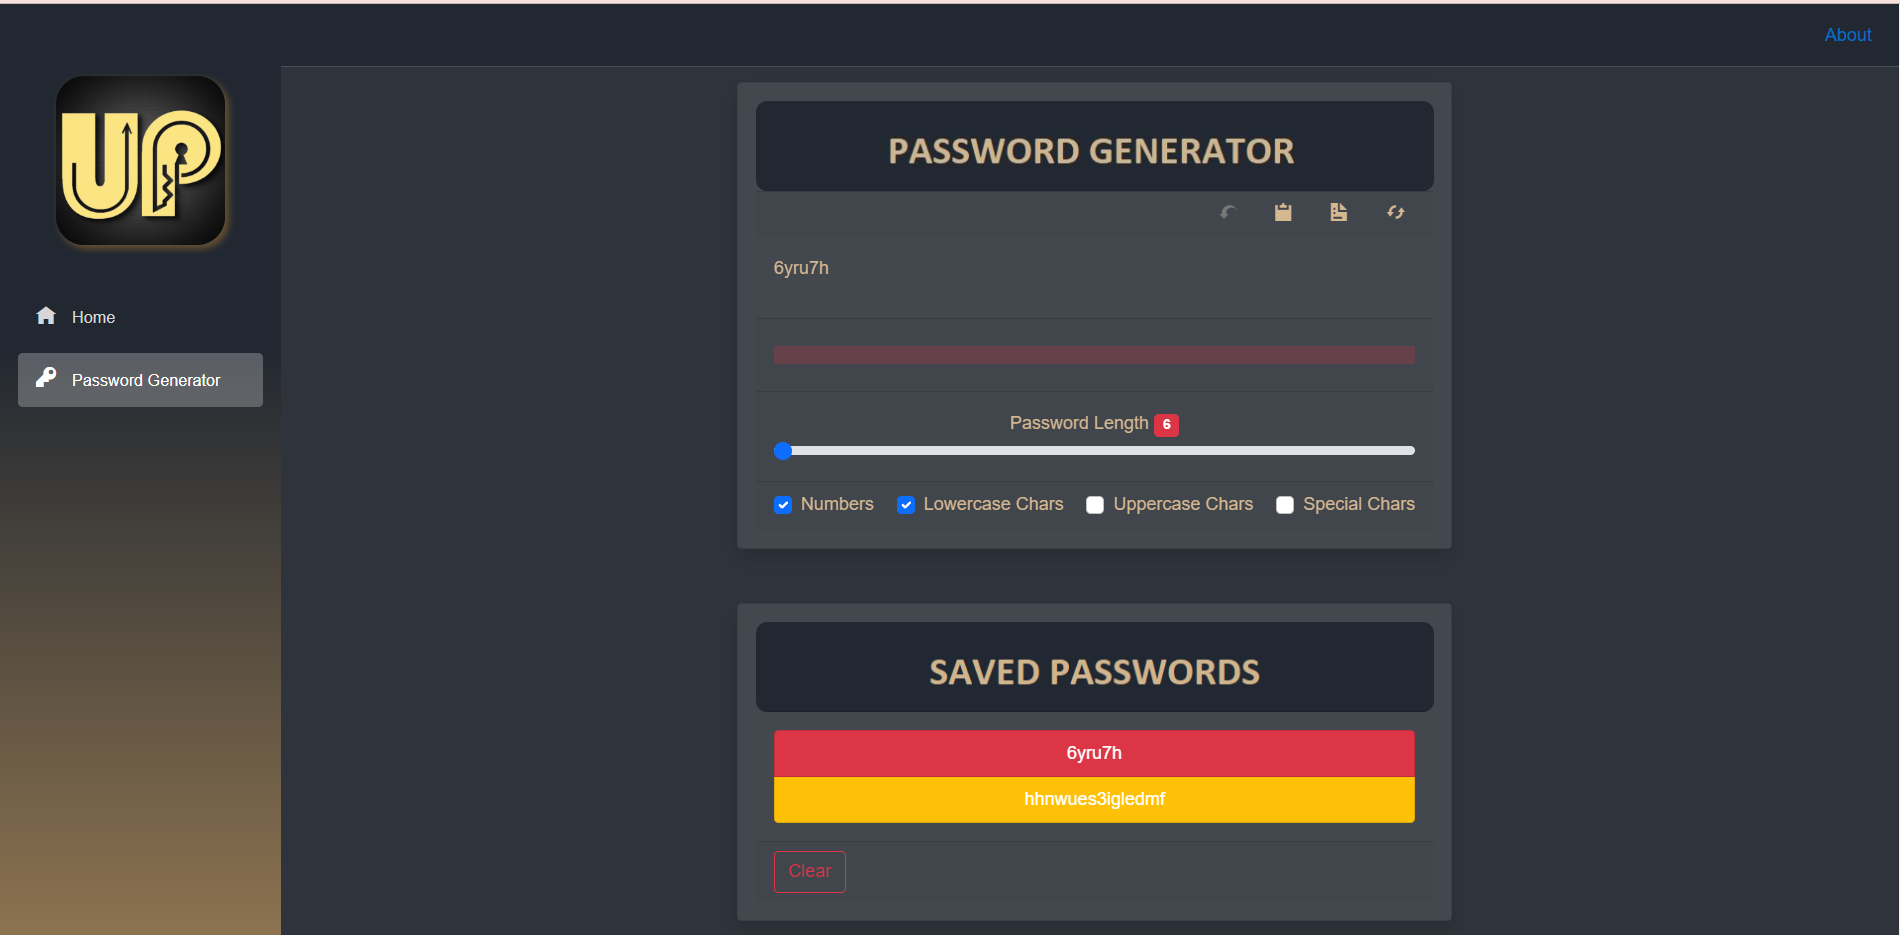 About
UP
Home
Password Generator
PASSWORD GENERATOR
6yru7h
Password Length 6
Numbers Lowercase Chars Uppercase Chars Special Chars
SAVED PASSWORDS
6yru7h
hhnwues3igledmf
Clear